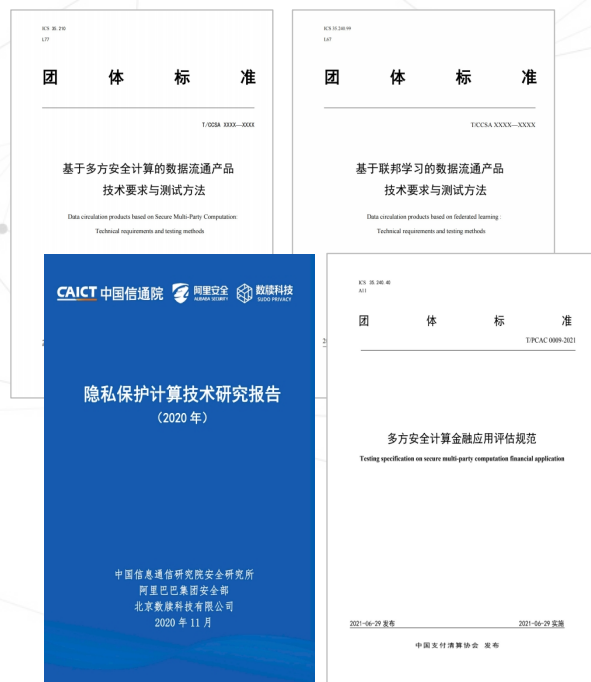 ICS 35.210
L77
团 体 标 准
T/CCSA XXXX—XXXX
基于多方安全计算的数据流通产品
技术要求与测试方法
Data circulation products based on Secure Multi-Party Computation:
Technical requirements and testing methods
ICS 35.240.99
L67
团 体 标 准
T/CCSA XXXX—XXXX
基于联邦学习的数据流通产品
技术要求与测试方法
Data circulation products based on federated learning :
Technical requirements and testing methods
CAICT 中国信通院
阿里安全
ALIBABA SECURITY
数牍科技
SUDO PRIVACY
隐私保护计算技术研究报告
（2020 年）
中国信息通信研究院安全研究所
阿里巴巴集团安全部
北京数牍科技有限公司
2020 年 11 月
ICS 35.240.40
A11
团 体 标 准
T/PCAC 0009-2021
多方安全计算金融应用评估规范
Testing specification on secure multi-party computation financial application
2021-06-29 发布 2021-06-29 实施
中国支付清算协会 发布